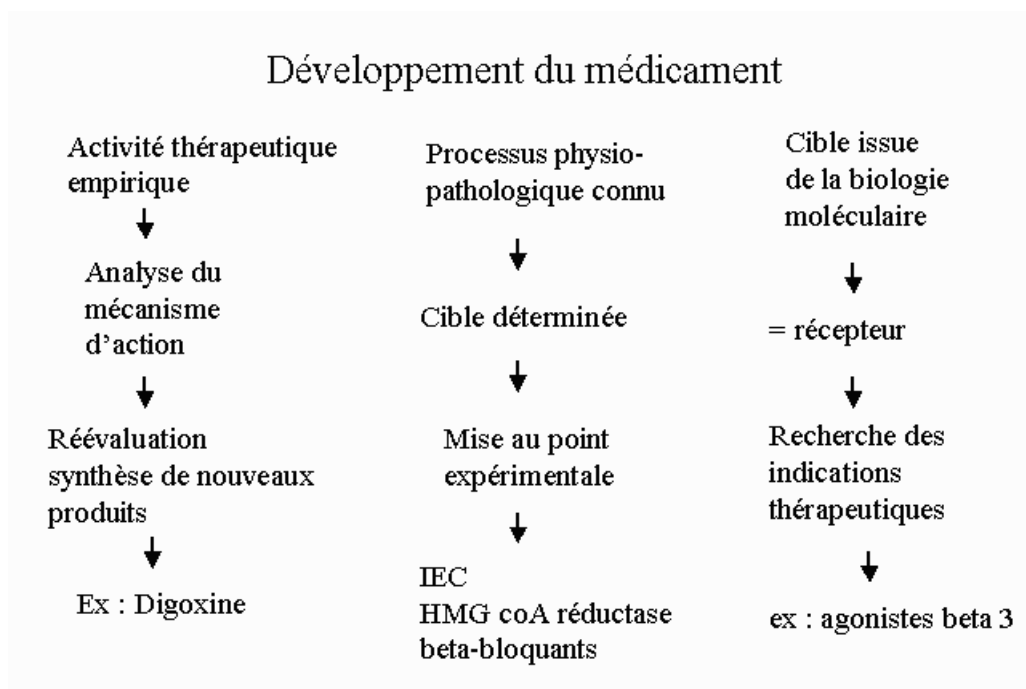 Développement du médicament
Activité thérapeutique
empirique
Analyse du
mécanisme
d’action
Réévaluation
synthèse de nouveaux
produits
Ex : Digoxine
Processus physio-
pathologique connu
Cible déterminée
Mise au point
expérimentale
IEC
HMG coA réductase
beta-bloquants
Cible issue
de la biologie
moléculaire
= récepteur
Recherche des
indications
thérapeutiques
ex : agonistes beta 3